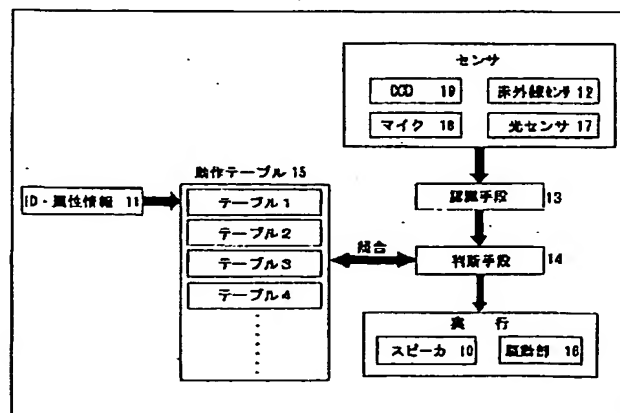 センサ
CCD 19
赤外線センサ 12
マイク 18
光センサ 17
動作テーブル 15
ID・属性情報 11
テーブル1
テーブル2
テーブル3
テーブル4
認識手段 13
照合
判断手段 14
実行
スピーカ 10
駆動部 16